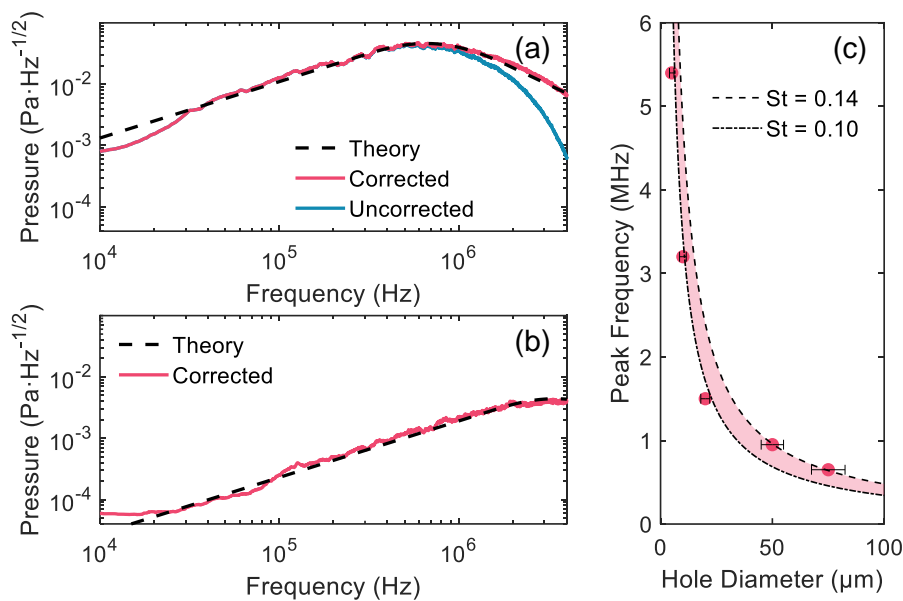 (a)
Pressure (Pa·Hz^-1/2)
10^-2
10^-3
10^-4
Theory
Corrected
Uncorrected
10^4 10^5 10^6
Frequency (Hz)
(b)
Pressure (Pa·Hz^-1/2)
10^-2
10^-3
10^-4
Theory
Corrected
10^4 10^5 10^6
Frequency (Hz)
(c)
Peak Frequency (MHz)
6
5
4
3
2
1
0
St = 0.14
St = 0.10
0 50 100
Hole Diameter (µm)